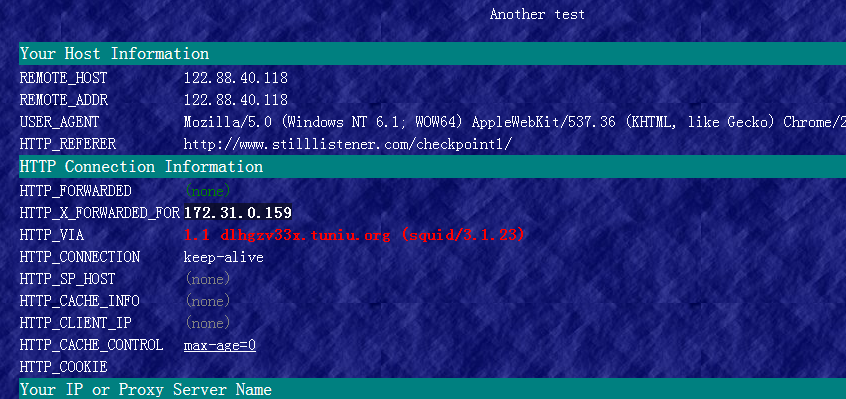 Another test
Your Host Information
REMOTE_HOST 122.88.40.118
REMOTE_ADDR 122.88.40.118
USER_AGENT Mozilla/5.0 (Windows NT 6.1; WOW64) AppleWebKit/537.36 (KHTML, like Gecko) Chrome/2
HTTP_REFERER http://www.stilllistener.com/checkpoint1/
HTTP Connection Information
HTTP_FORWARDED (none)
HTTP_X_FORWARDED_FOR 172.31.0.159
HTTP_VIA 1.1 dlhgzv33x.tumiu.org (squid/3.1.23)
HTTP_CONNECTION keep-alive
HTTP_SP_HOST (none)
HTTP_CACHE_INFO (none)
HTTP_CLIENT_IP (none)
HTTP_CACHE_CONTROL max-age=0
HTTP_COOKIE
Your IP or Proxy Server Name